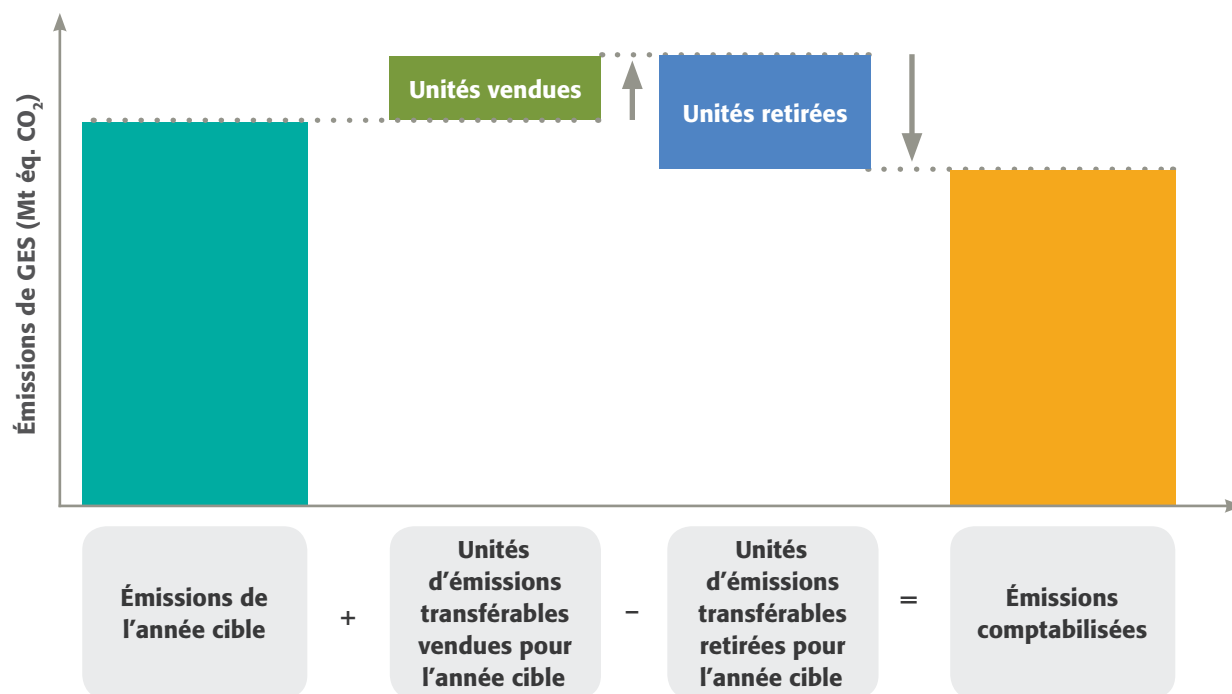 Émissions de GES (Mt éq. CO₂)
Unités vendues
Unités retirées
Émissions de
l'année cible
+
Unités
d'émissions
transférables
vendues pour
l'année cible
–
Unités
d'émissions
transférables
retirées pour
l'année cible
=
Émissions
comptabilisées